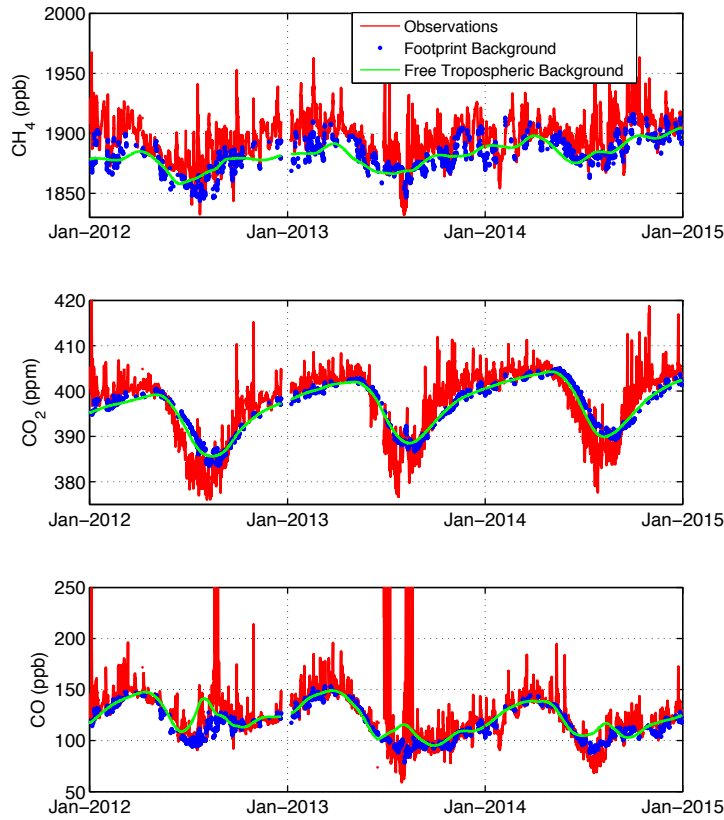 2000
1950
1900
1850
CH4 (ppb)
Observations
Footprint Background
Free Tropospheric Background
Jan−2012 Jan−2013 Jan−2014 Jan−2015
420
410
400
390
380
CO2 (ppm)
Jan−2012 Jan−2013 Jan−2014 Jan−2015
250
200
150
100
50
CO (ppb)
Jan−2012 Jan−2013 Jan−2014 Jan−2015